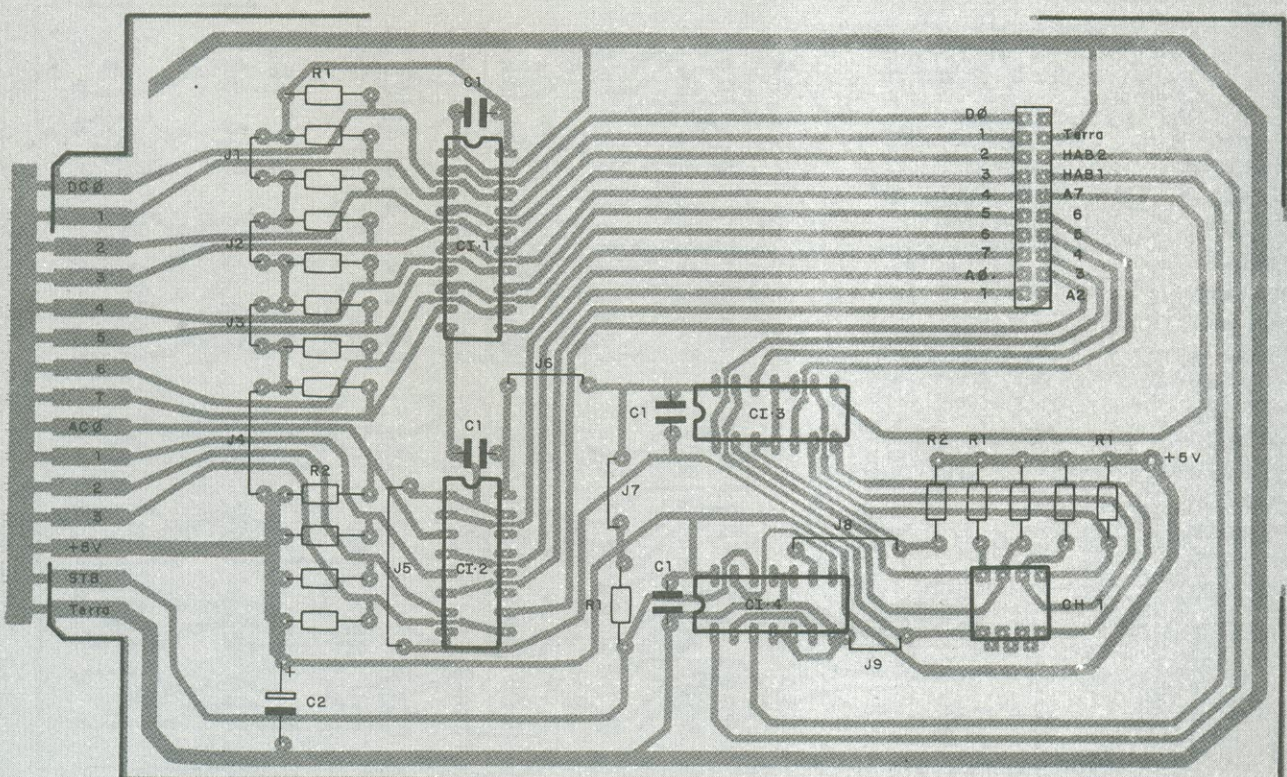 R1
C1
J1
J2
J3
J4
R2
DCØ
1
2
3
4
5
6
7
ACØ
1
2
3
+5V
STB
Terra
CI-1
DØ
1
2
3
4
5
6
7
AØ
1
Terra
HAB2
HAB1
A7
6
5
4
3
A2
J6
C1
CI-3
C1
R2
R1
R1
+5V
J7
J5
CI-2
J8
C1
R1
CI-4
CH 1
J9
+
C2